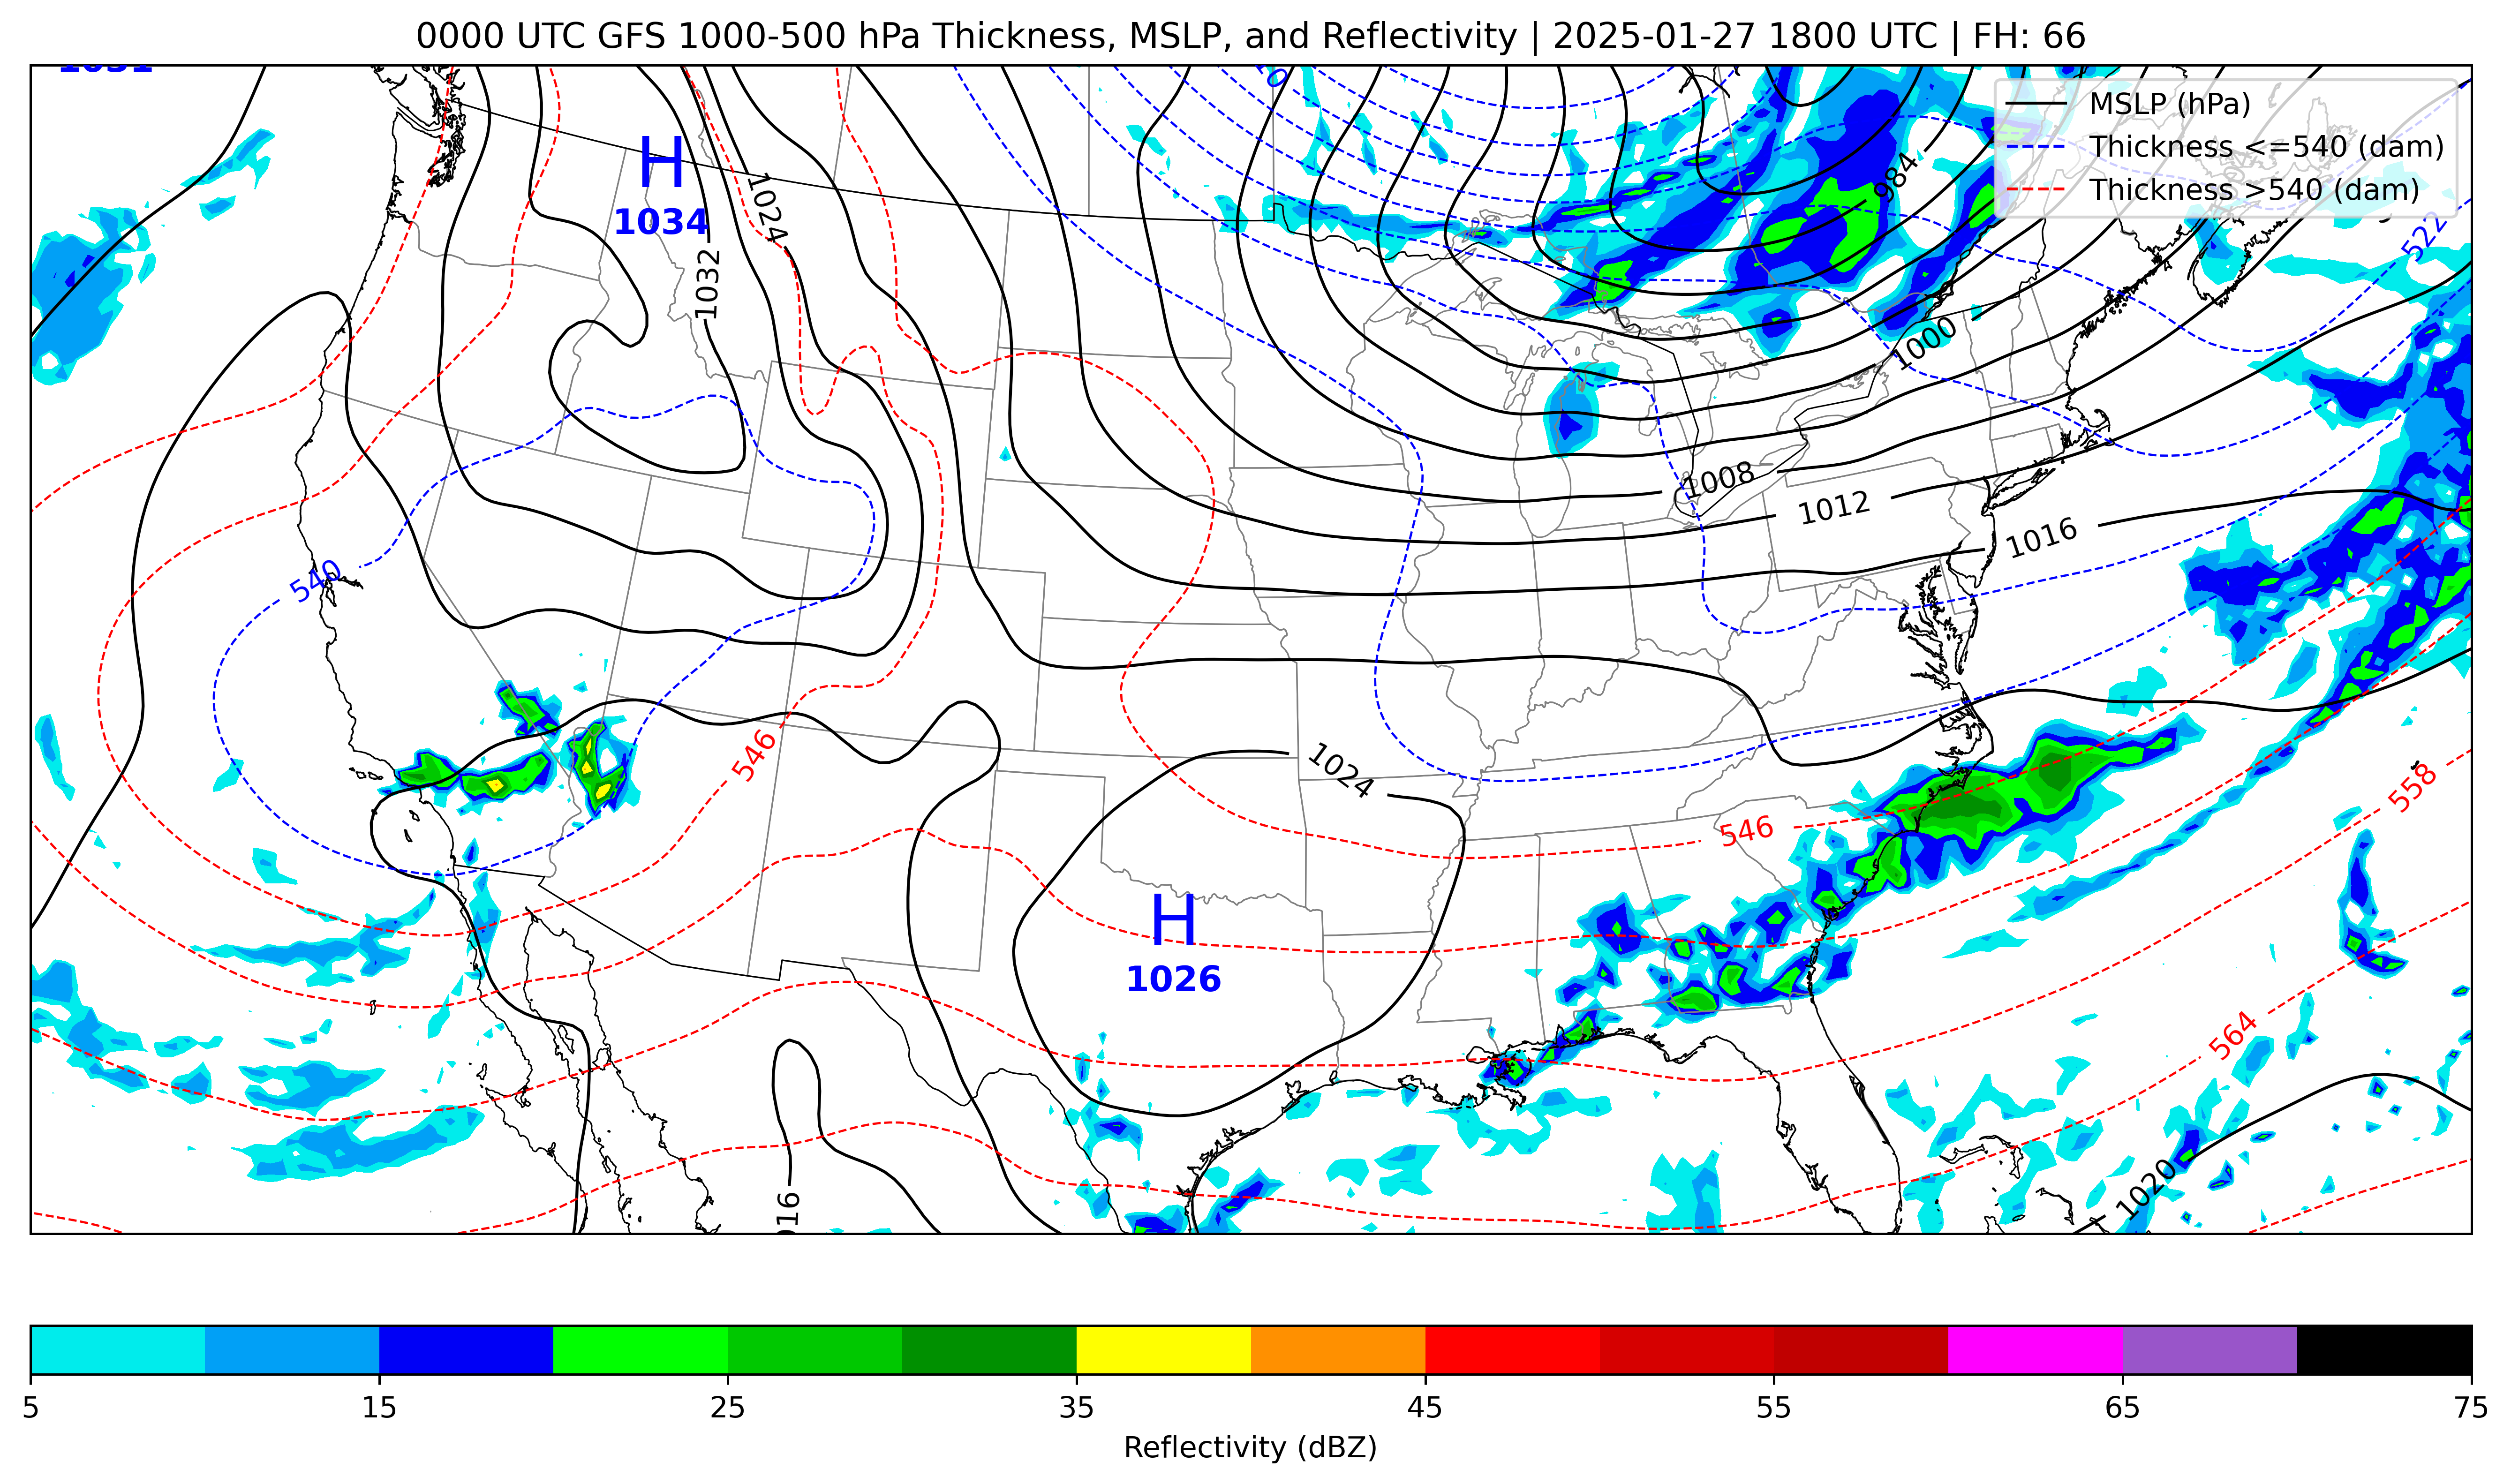 0000 UTC GFS 1000-500 hPa Thickness, MSLP, and Reflectivity | 2025-01-27 1800 UTC | FH: 66
1031
MSLP (hPa)
Thickness <=540 (dam)
Thickness >540 (dam)
H
1034
1024
1032
984
522
1000
1008
1012
1016
540
546
1024
546
558
H
1026
564
1020
016
5 15 25 35 45 55 65 75
Reflectivity (dBZ)